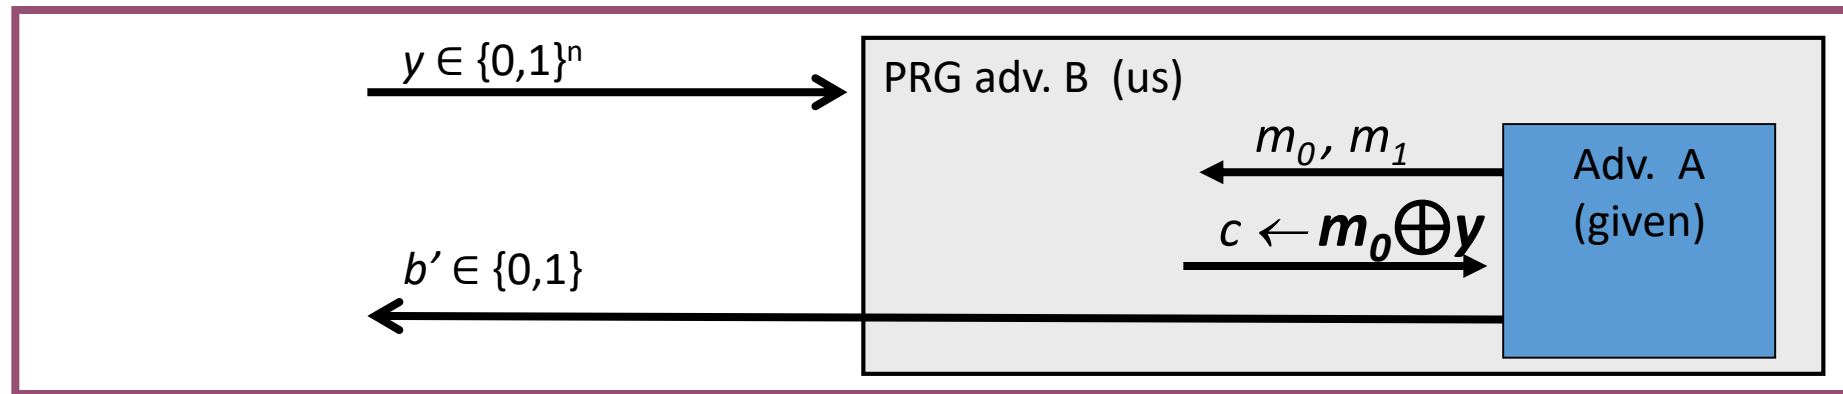 y ∈ {0,1}ⁿ
PRG adv. B (us)
m₀ , m₁
Adv. A
(given)
c ← m₀⊕y
b’ ∈ {0,1}